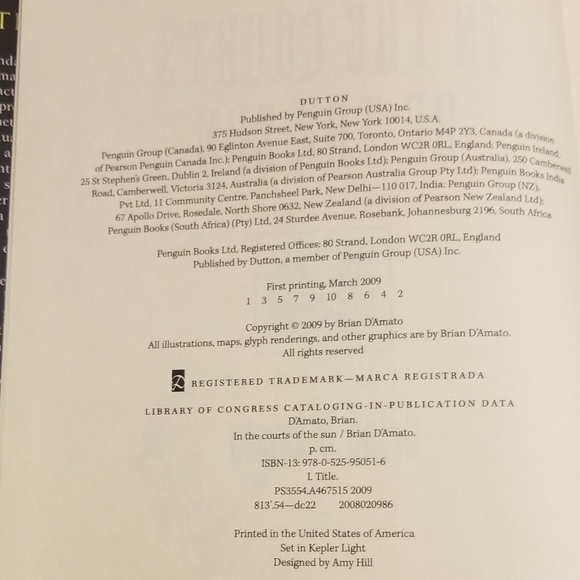 DUTTON
Published by Penguin Group (USA) Inc.
375 Hudson Street, New York, New York 10014, U.S.A.
Penguin Group (Canada), 90 Eglinton Avenue East, Suite 700, Toronto, Ontario M4P 2Y3, Canada (a division
of Pearson Penguin Canada Inc.); Penguin Books Ltd, 80 Strand, London WC2R 0RL, England; Penguin Ireland,
25 St Stephen's Green, Dublin 2, Ireland (a division of Penguin Books Ltd); Penguin Group (Australia), 250 Camberwell
Road, Camberwell, Victoria 3124, Australia (a division of Pearson Australia Group Pty Ltd); Penguin Books India
Pvt Ltd, 11 Community Centre, Panchsheel Park, New Delhi—110 017, India; Penguin Group (NZ),
67 Apollo Drive, Rosedale, North Shore 0632, New Zealand (a division of Pearson New Zealand Ltd);
Penguin Books (South Africa) (Pty) Ltd, 24 Sturdee Avenue, Rosebank, Johannesburg 2196, South Africa
Penguin Books Ltd, Registered Offices: 80 Strand, London WC2R 0RL, England
Published by Dutton, a member of Penguin Group (USA) Inc.
First printing, March 2009
1 3 5 7 9 10 8 6 4 2
Copyright © 2009 by Brian D'Amato
All illustrations, maps, glyph renderings, and other graphics are by Brian D'Amato.
All rights reserved
REGISTERED TRADEMARK—MARCA REGISTRADA
LIBRARY OF CONGRESS CATALOGING-IN-PUBLICATION DATA
D'Amato, Brian.
In the courts of the sun / Brian D'Amato.
p. cm.
ISBN-13: 978-0-525-95051-6
I. Title.
PS3554.A467515 2009
813'.54—dc22 2008020986
Printed in the United States of America
Set in Kepler Light
Designed by Amy Hill